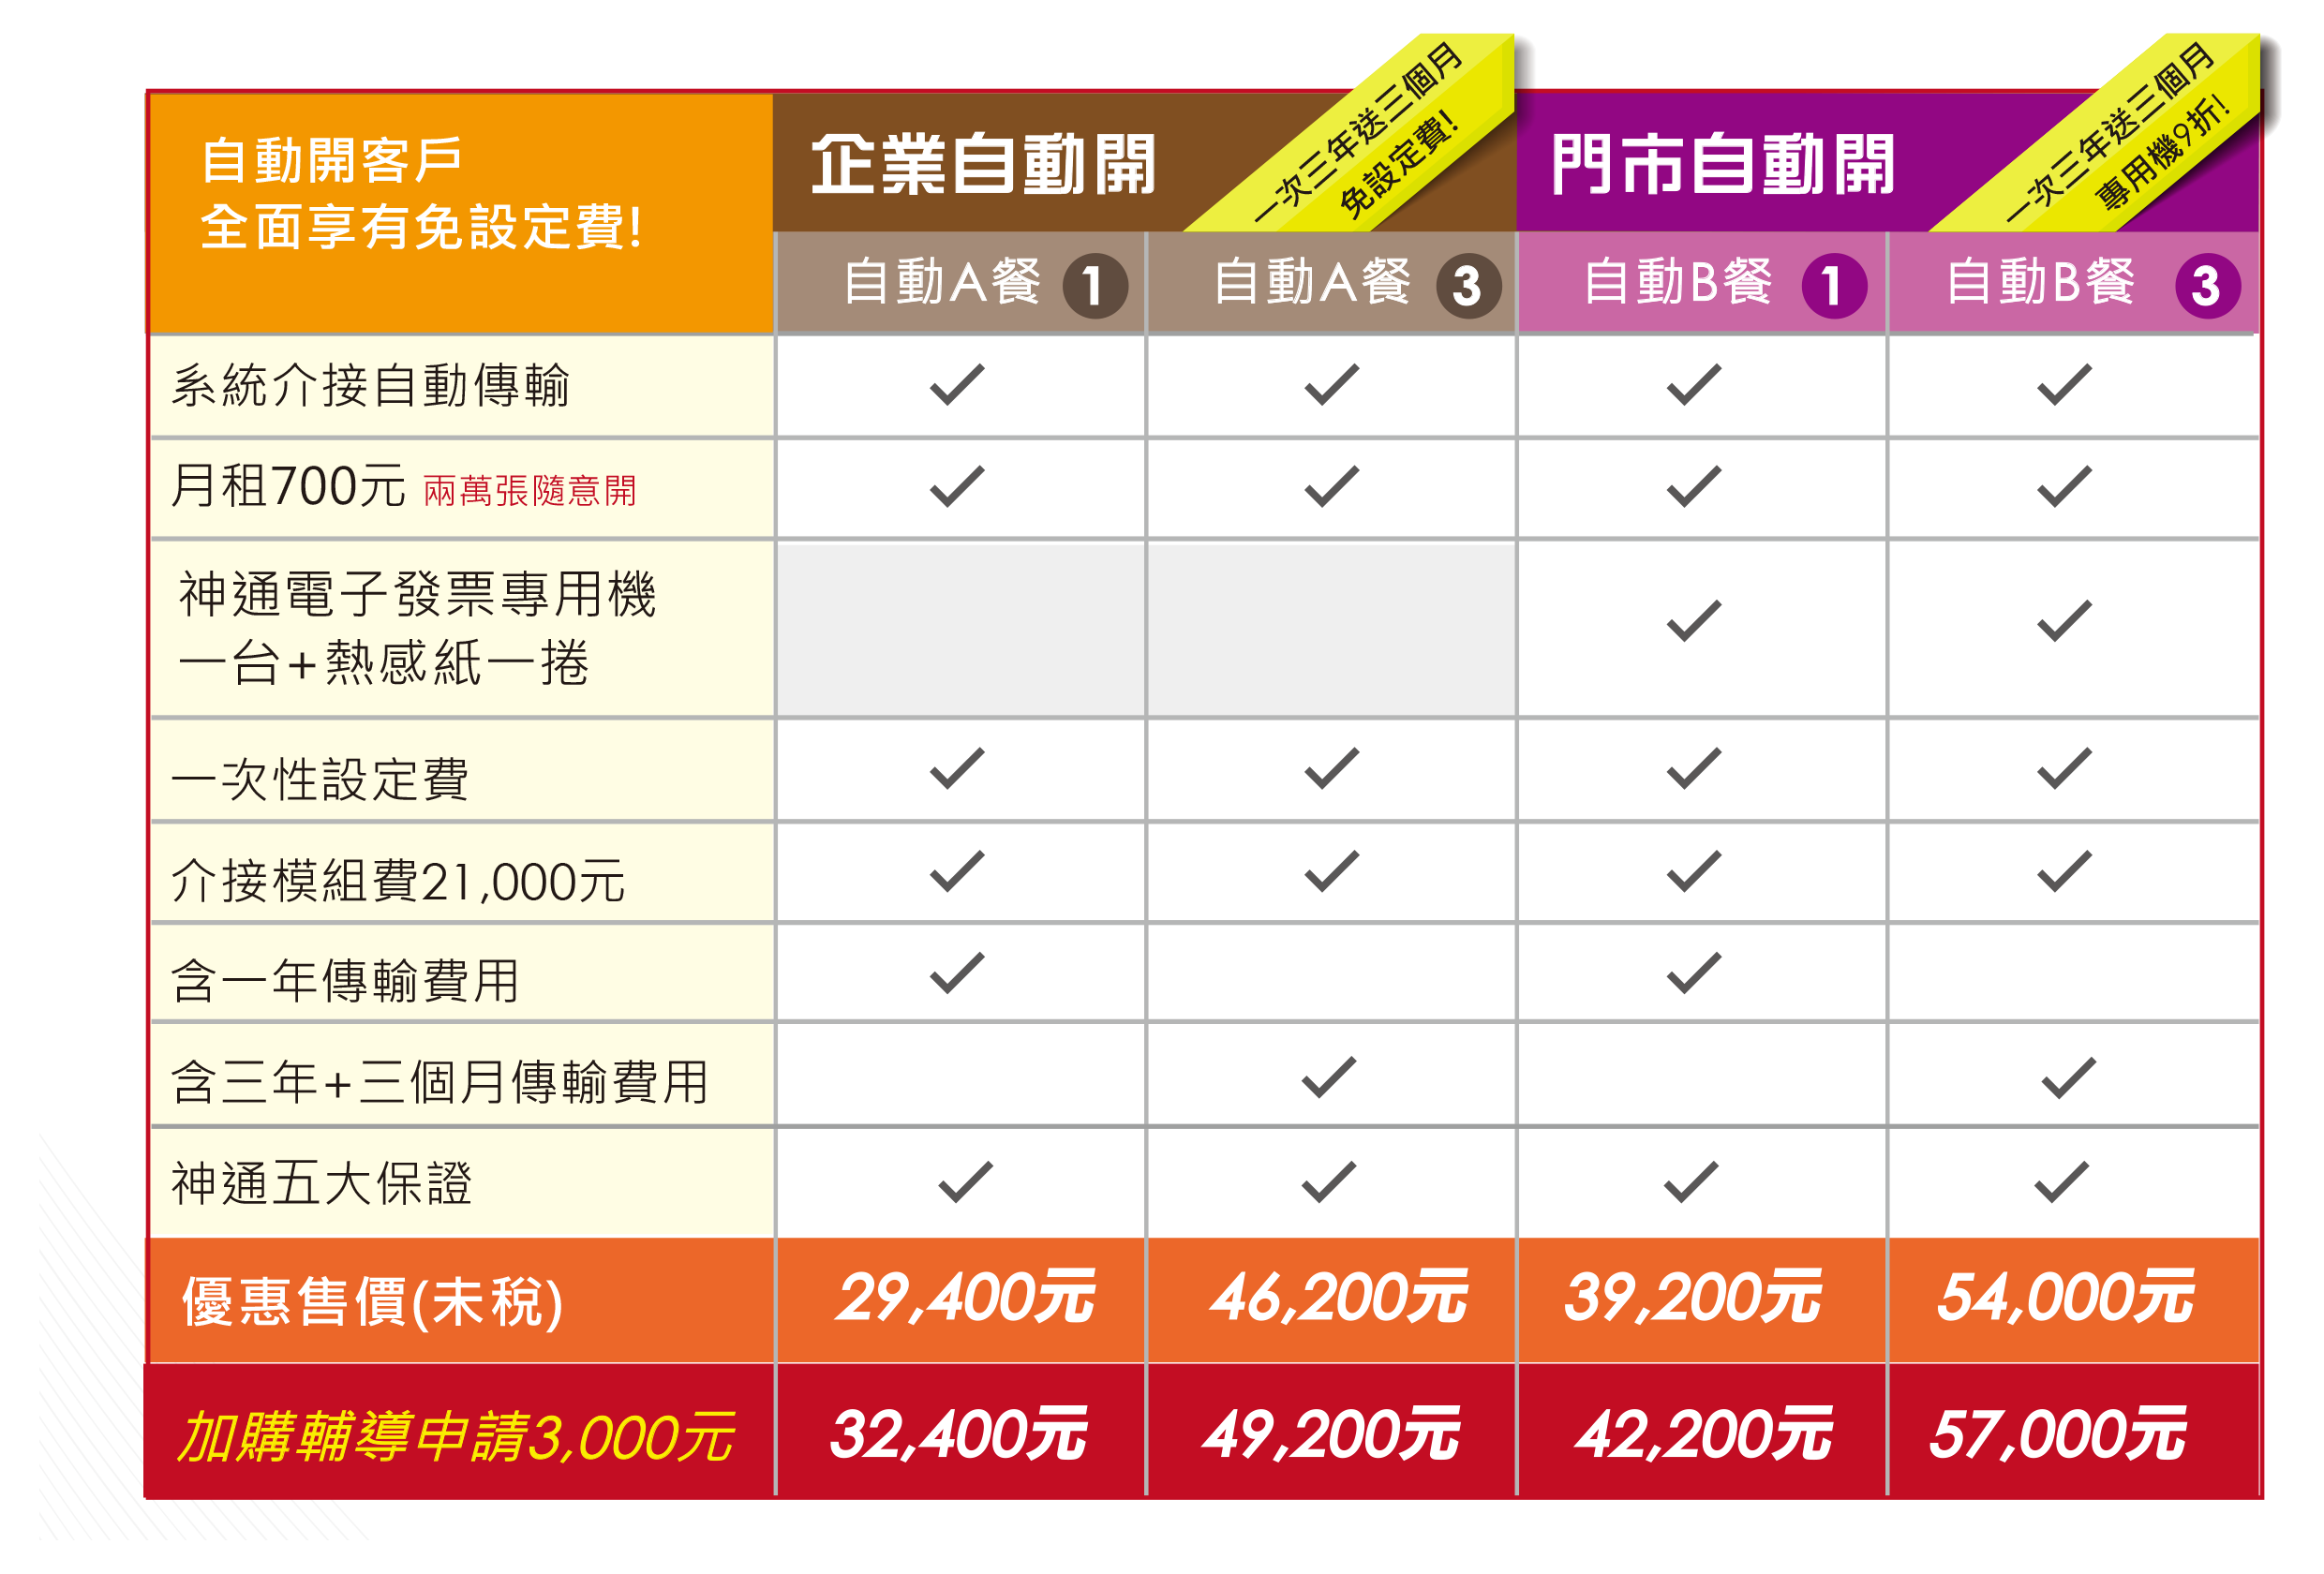 自動開客戶
全面享有免設定費!
企業自動開
一次三年送三個月
免設定費!
門市自動開
一次三年送三個月
專用機9折!
自動A餐 1
自動A餐 3
自動B餐 1
自動B餐 3
系統介接自動傳輸
月租700元 兩萬張隨意開
神通電子發票專用機
一台+熱感紙一捲
一次性設定費
介接模組費21,000元
含一年傳輸費用
含三年+三個月傳輸費用
神通五大保證
優惠售價(未稅) 29,400元 46,200元 39,200元 54,000元
加購輔導申請3,000元 32,400元 49,200元 42,200元 57,000元